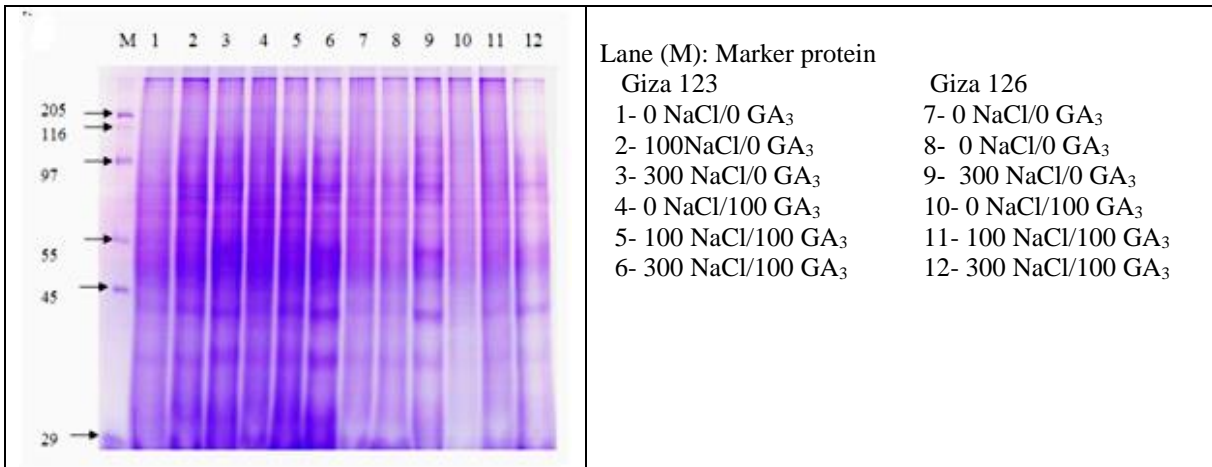 M 1 2 3 4 5 6 7 8 9 10 11 12
205
116
97
55
45
29
Lane (M): Marker protein
Giza 123
1- 0 NaCl/0 GA₃
2- 100NaCl/0 GA₃
3- 300 NaCl/0 GA₃
4- 0 NaCl/100 GA₃
5- 100 NaCl/100 GA₃
6- 300 NaCl/100 GA₃
Giza 126
7- 0 NaCl/0 GA₃
8- 0 NaCl/0 GA₃
9- 300 NaCl/0 GA₃
10- 0 NaCl/100 GA₃
11- 100 NaCl/100 GA₃
12- 300 NaCl/100 GA₃